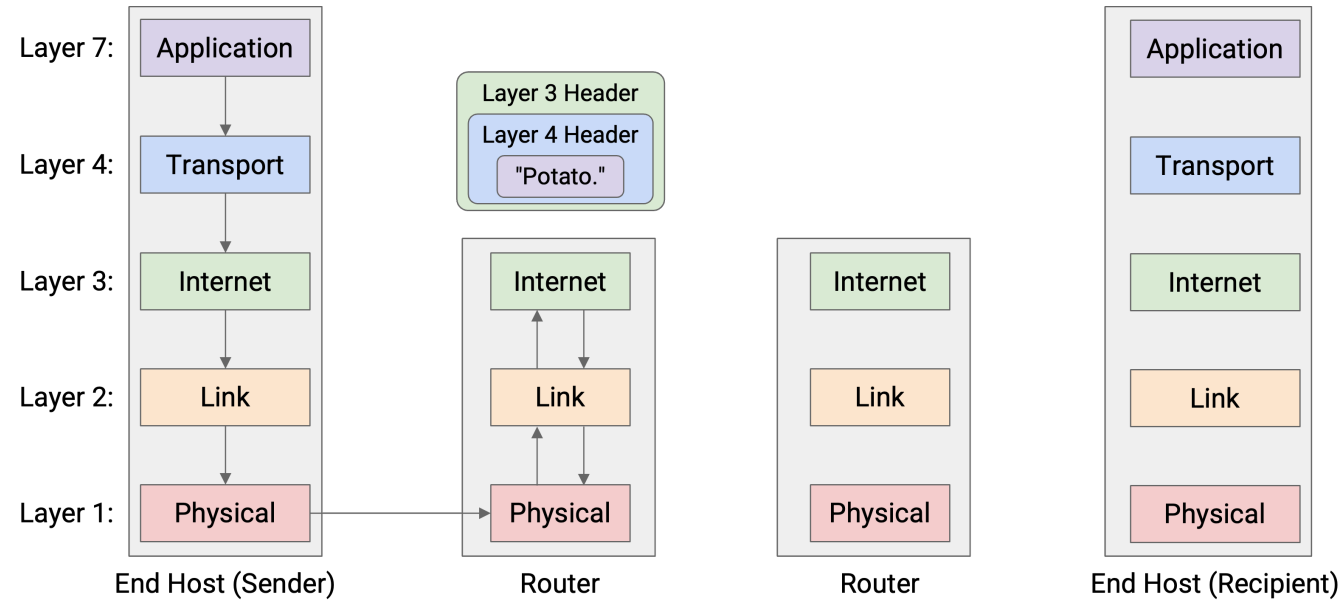 Layer 7:
Application
Application
Layer 3 Header
Layer 4 Header
"Potato."
Layer 4:
Transport
Transport
Layer 3:
Internet
Internet
Internet
Internet
Layer 2:
Link
Link
Link
Link
Layer 1:
Physical
Physical
Physical
Physical
End Host (Sender)
Router
Router
End Host (Recipient)